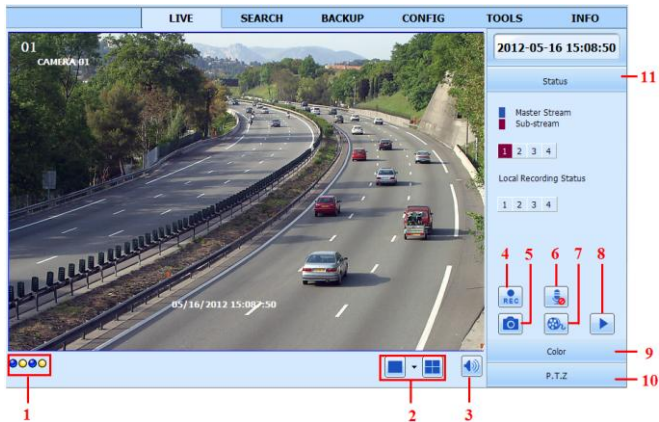 LIVE SEARCH BACKUP CONFIG TOOLS INFO
01
CAMERA 01
2012-05-16 15:08:50
Status
11
Master Stream
Sub-stream
1 2 3 4
Local Recording Status
1 2 3 4
4 5 6 7 8
REC
05/16/2012 15:08:50
Color
9
P.T.Z
10
1 2 3